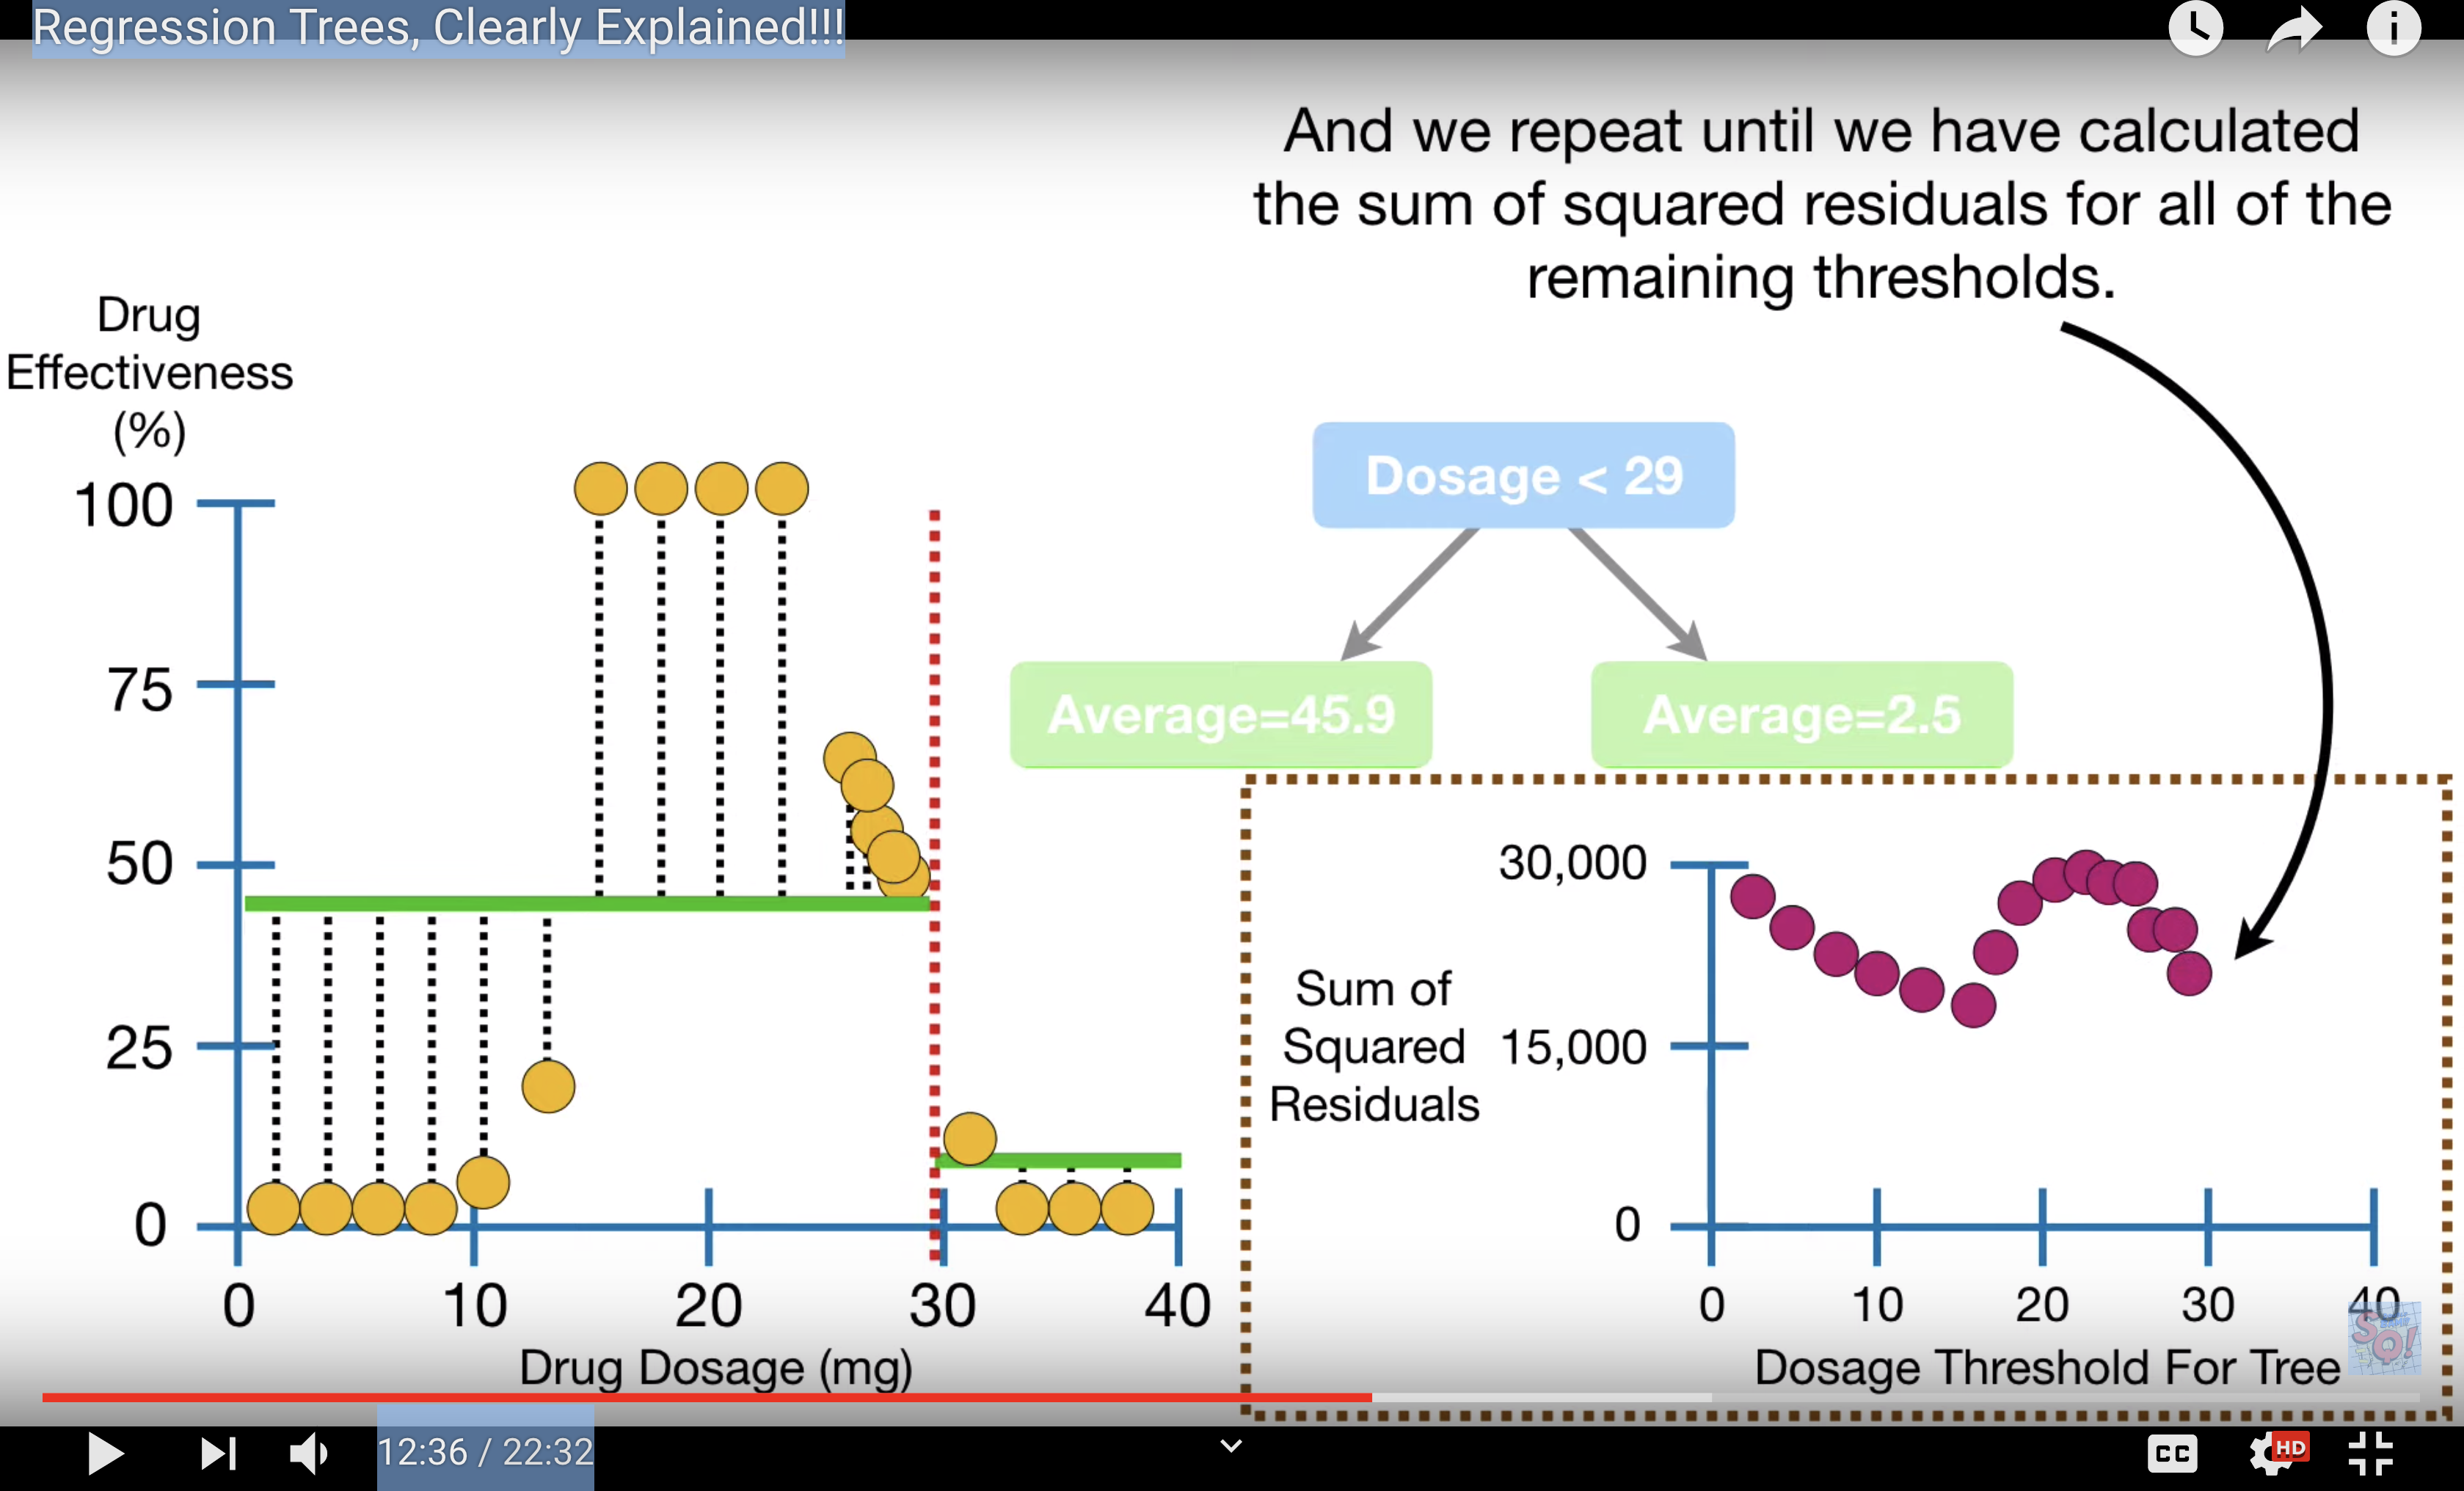 Regression Trees, Clearly Explained!!!
And we repeat until we have calculated
the sum of squared residuals for all of the
remaining thresholds.
Drug
Effectiveness
(%)
100
75
50
25
0
0 10 20 30 40
Drug Dosage (mg)
Dosage < 29
Average=45.9
Average=2.5
Sum of
Squared
Residuals
30,000
15,000
0
0 10 20 30 40
Dosage Threshold For Tree
SQ!
12:36 / 22:32
CC
HD